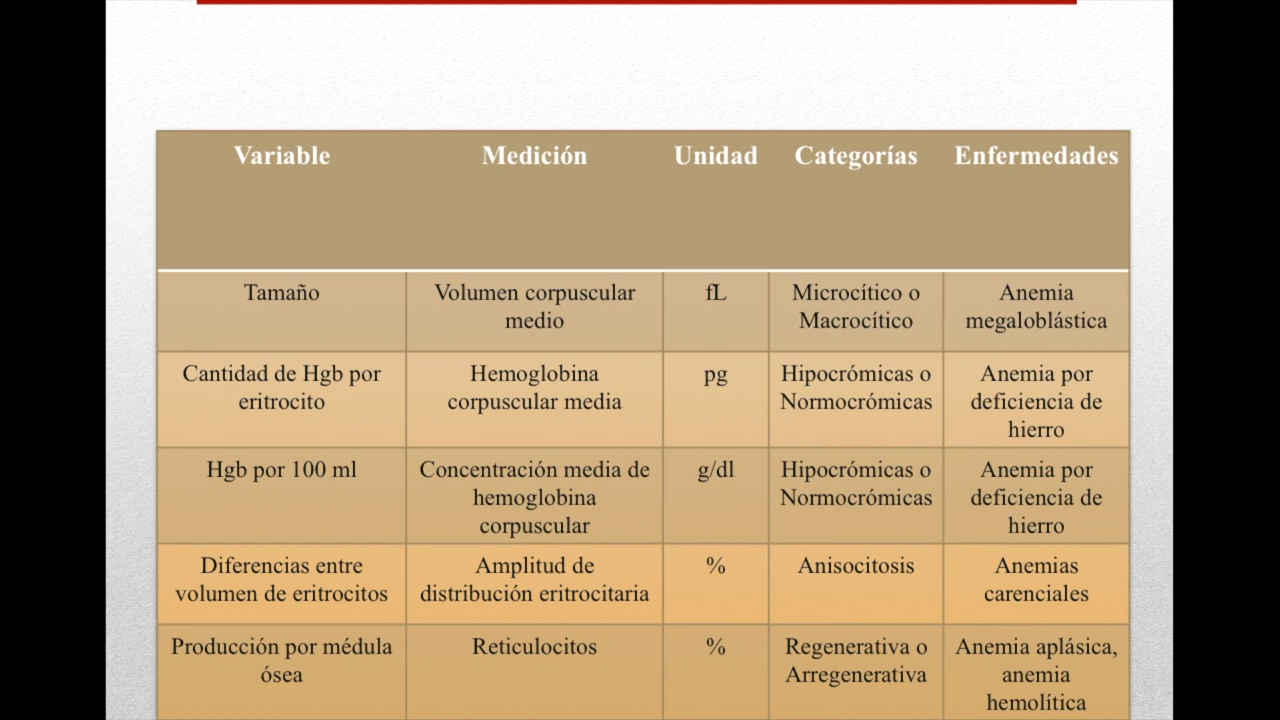 Variable Medición Unidad Categorías Enfermedades
Tamaño
Volumen corpuscular
medio
fL
Microcítico o
Macrocítico
Anemia
megaloblástica
Cantidad de Hgb por
eritrocito
Hemoglobina
corpuscular media
pg
Hipocrómicas o
Normocrómicas
Anemia por
deficiencia de
hierro
Hgb por 100 ml
Concentración media de
hemoglobina
corpuscular
g/dl
Hipocrómicas o
Normocrómicas
Anemia por
deficiencia de
hierro
Diferencias entre
volumen de eritrocitos
Amplitud de
distribución eritrocitaria
%
Anisocitosis
Anemias
carenciales
Producción por médula
ósea
Reticulocitos
%
Regenerativa o
Arregenerativa
Anemia aplásica,
anemia
hemolítica